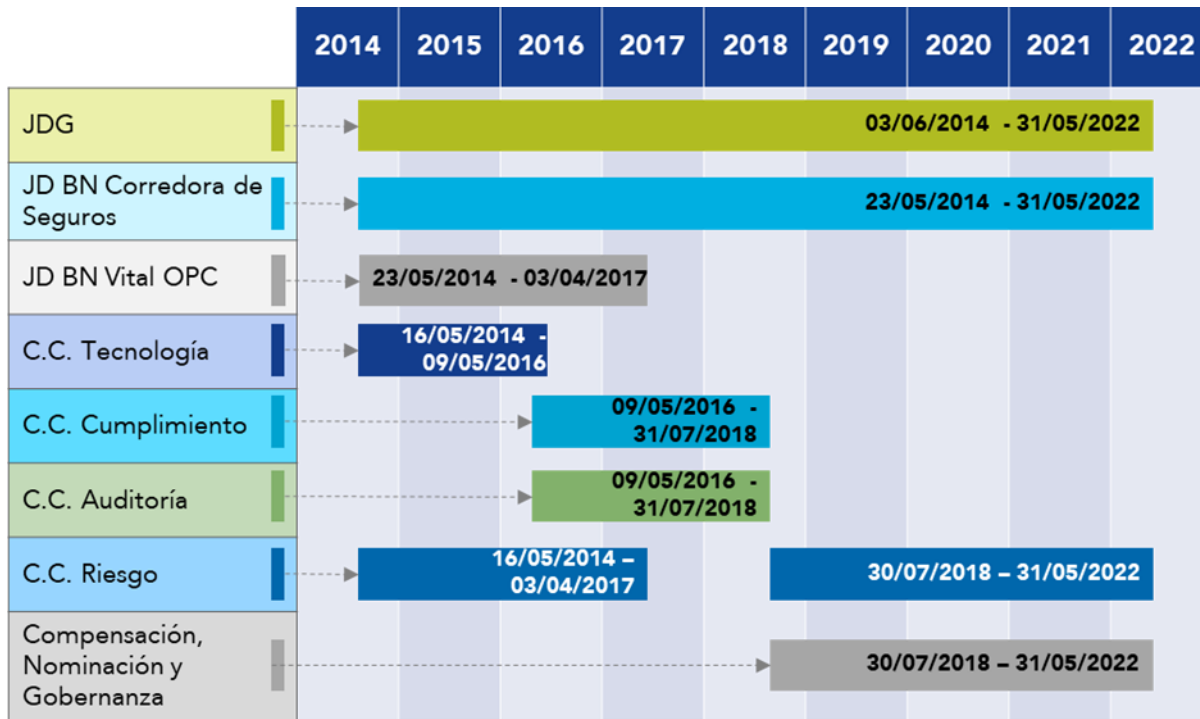 2014 2015 2016 2017 2018 2019 2020 2021 2022
JDG
03/06/2014 - 31/05/2022
JD BN Corredora de
Seguros
23/05/2014 - 31/05/2022
JD BN Vital OPC
23/05/2014 - 03/04/2017
C.C. Tecnología
16/05/2014 -
09/05/2016
C.C. Cumplimiento
09/05/2016 -
31/07/2018
C.C. Auditoría
09/05/2016 -
31/07/2018
C.C. Riesgo
16/05/2014 –
03/04/2017
30/07/2018 – 31/05/2022
Compensación,
Nominación y
Gobernanza
30/07/2018 – 31/05/2022